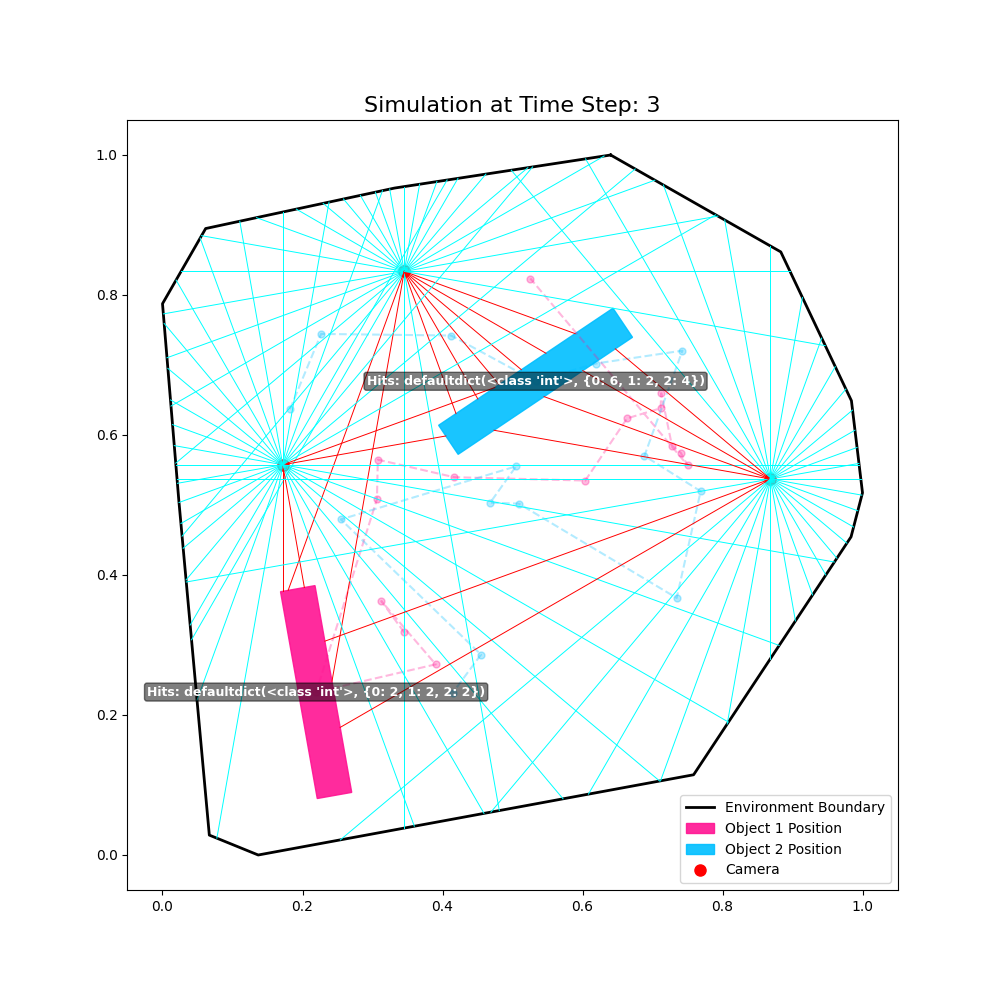 Simulation at Time Step: 3
1.0
0.8
0.6
0.4
0.2
0.0
Hits: defaultdict(<class 'int'>, {0: 6, 1: 2, 2: 4})
Hits: defaultdict(<class 'int'>, {0: 2, 1: 2, 2: 2})
Environment Boundary
Object 1 Position
Object 2 Position
Camera
0.0 0.2 0.4 0.6 0.8 1.0